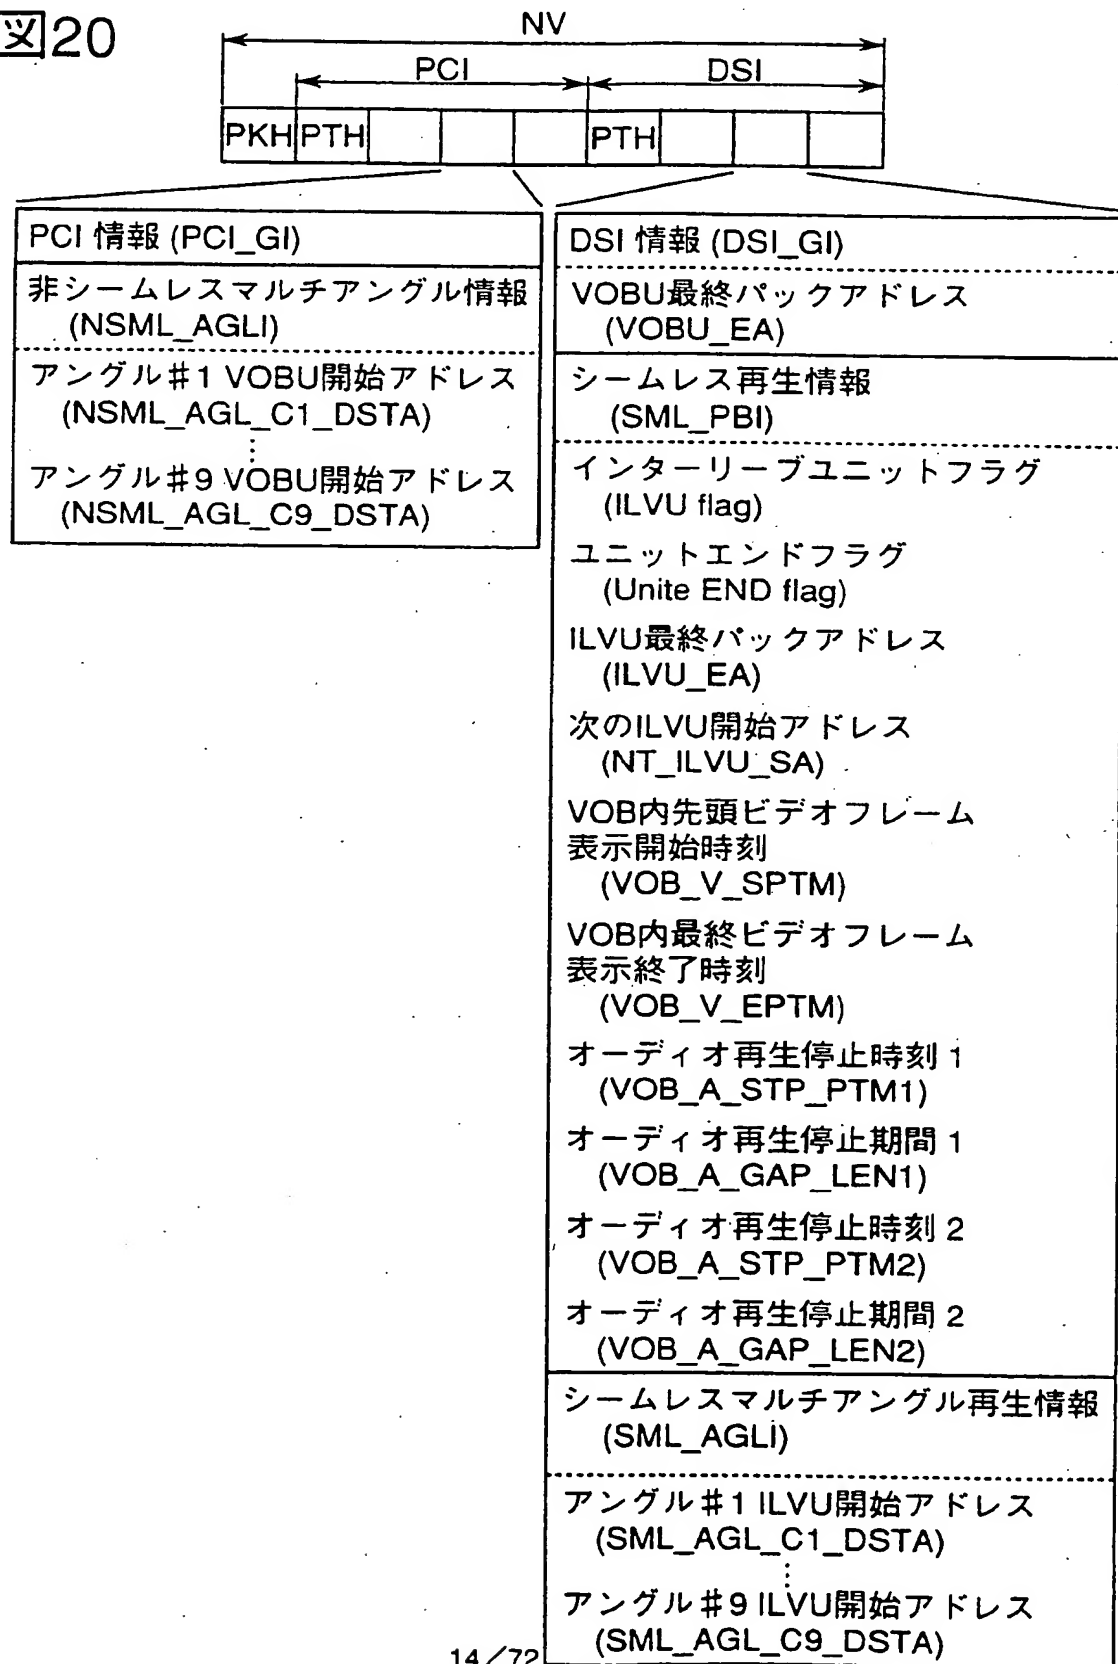 図20
NV
PCI DSI
PKH PTH PTH
PCI 情報 (PCI_GI)
非シームレスマルチアングル情報
(NSML_AGLI)
アングル#1 VOBU開始アドレス
(NSML_AGL_C1_DSTA)
⋮
アングル#9 VOBU開始アドレス
(NSML_AGL_C9_DSTA)
DSI 情報 (DSI_GI)
VOBU最終パックアドレス
(VOBU_EA)
シームレス再生情報
(SML_PBI)
インターリーブユニットフラグ
(ILVU flag)
ユニットエンドフラグ
(Unite END flag)
ILVU最終パックアドレス
(ILVU_EA)
次のILVU開始アドレス
(NT_ILVU_SA)
VOB内先頭ビデオフレーム
表示開始時刻
(VOB_V_SPTM)
VOB内最終ビデオフレーム
表示終了時刻
(VOB_V_EPTM)
オーディオ再生停止時刻 1
(VOB_A_STP_PTM1)
オーディオ再生停止期間 1
(VOB_A_GAP_LEN1)
オーディオ再生停止時刻 2
(VOB_A_STP_PTM2)
オーディオ再生停止期間 2
(VOB_A_GAP_LEN2)
シームレスマルチアングル再生情報
(SML_AGLI)
アングル#1 ILVU開始アドレス
(SML_AGL_C1_DSTA)
⋮
アングル#9 ILVU開始アドレス
(SML_AGL_C9_DSTA)
14/72